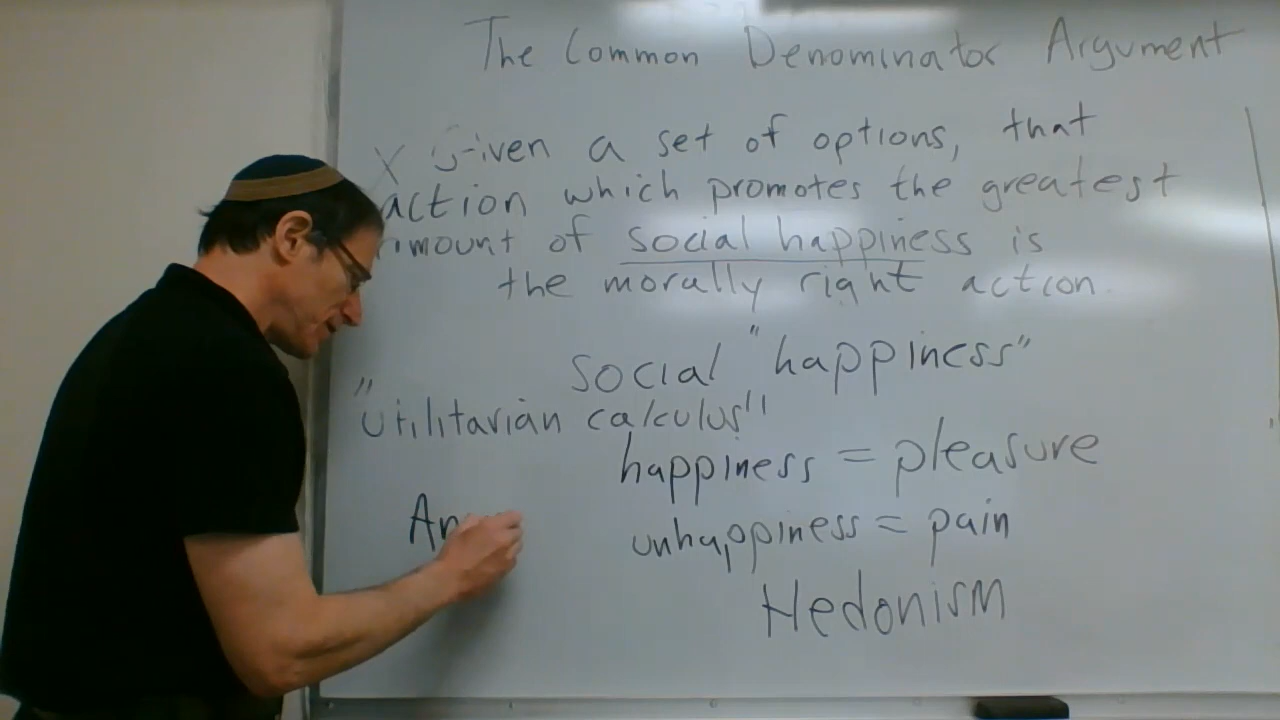 The Common Denominator Argument
X Given a set of options, that
action which promotes the greatest
amount of social happiness is
the morally right action.
social "happiness"
"Utilitarian calculus"
happiness = pleasure
An
unhappiness = pain
Hedonism